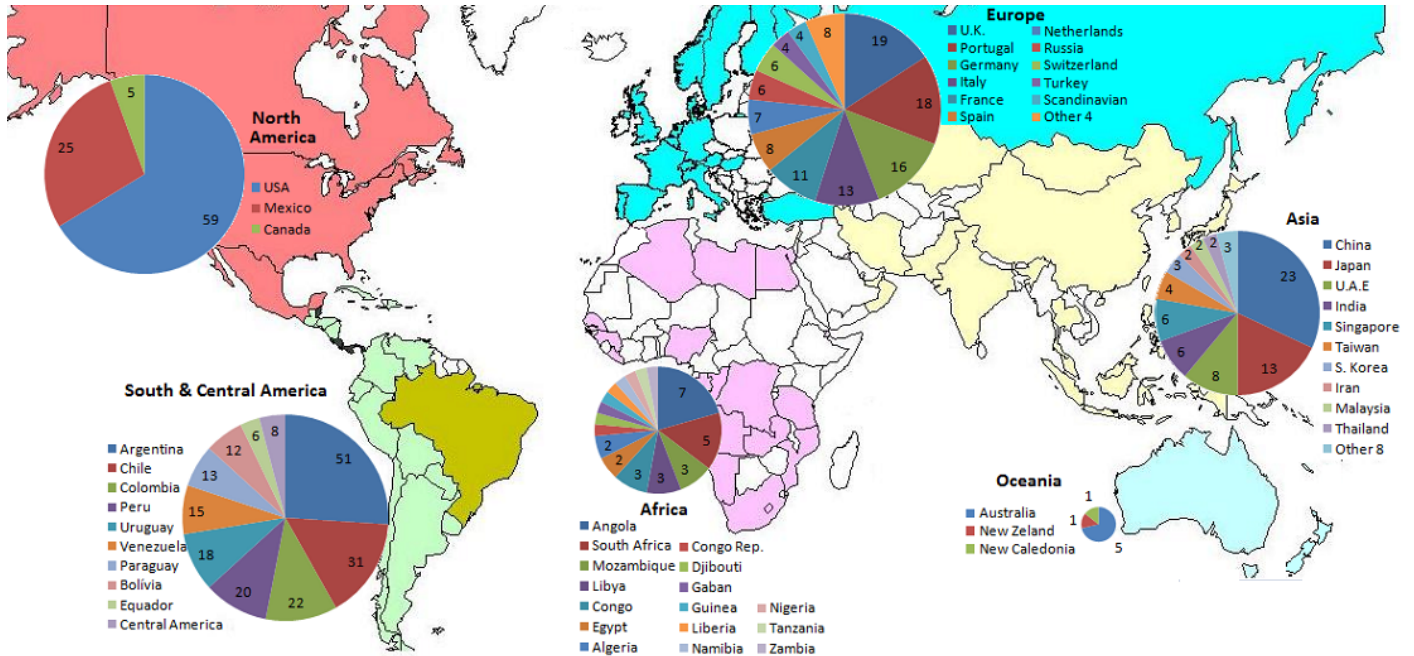 North
America
5
25
59
USA
Mexico
Canada
Europe
U.K.
Netherlands
Portugal
Russia
Germany
Switzerland
Italy
Turkey
France
Scandinavian
Spain
Other 4
19
18
16
13
11
8
7
6
6
4
4
8
Asia
China
Japan
U.A.E
India
Singapore
Taiwan
S. Korea
Iran
Malaysia
Thailand
Other 8
23
13
8
6
6
4
3
2
2
2
3
South & Central America
Argentina
Chile
Colombia
Peru
Uruguay
Venezuela
Paraguay
Bolívia
Equador
Central America
51
31
22
20
18
15
13
12
6
8
7
5
3
3
3
2
2
Africa
Angola
South Africa
Congo Rep.
Mozambique
Djibouti
Libya
Gaban
Congo
Guinea
Nigeria
Egypt
Liberia
Tanzania
Algeria
Namibia
Zambia
Oceania
Australia
New Zeland
New Caledonia
1
1
5